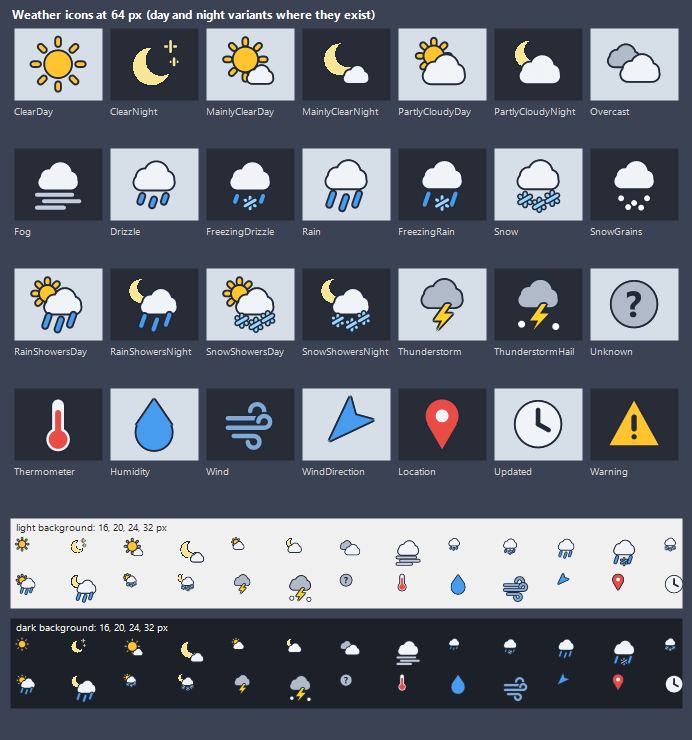 Weather icons at 64 px (day and night variants where they exist)
ClearDay
ClearNight
MainlyClearDay
MainlyClearNight
PartlyCloudyDay
PartlyCloudyNight
Overcast
Fog
Drizzle
FreezingDrizzle
Rain
FreezingRain
Snow
SnowGrains
RainShowersDay
RainShowersNight
SnowShowersDay
SnowShowersNight
Thunderstorm
ThunderstormHail
?
Unknown
Thermometer
Humidity
Wind
WindDirection
Location
Updated
!
Warning
light background: 16, 20, 24, 32 px
?
dark background: 16, 20, 24, 32 px
?